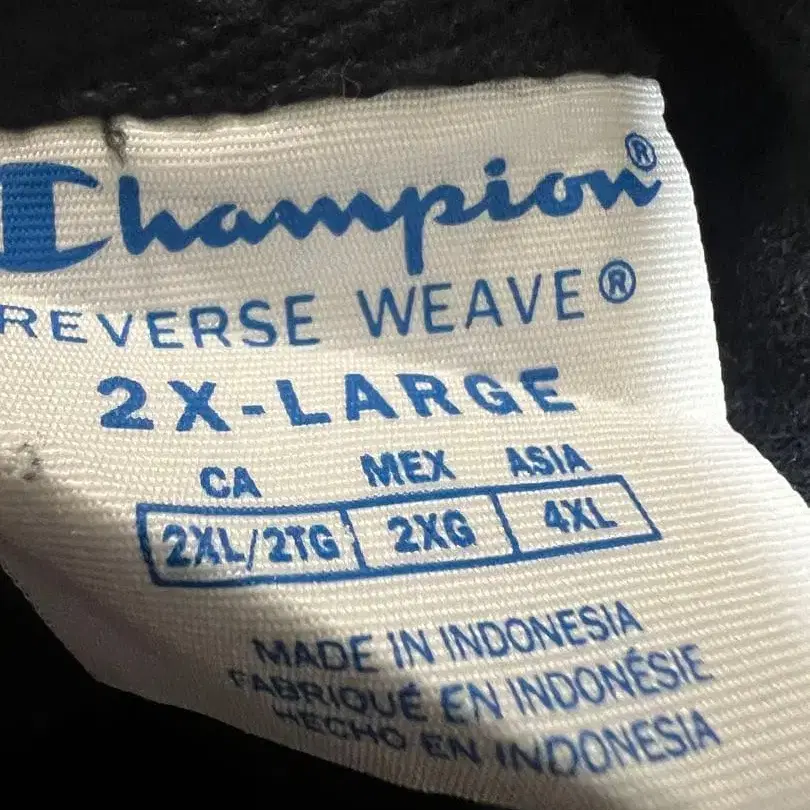 Champion®
REVERSE WEAVE®
2X-LARGE
CA MEX ASIA
2XL/2TG 2XG 4XL
MADE IN INDONESIA
FABRIQUÉ EN INDONÉSIE
HECHO EN INDONESIA